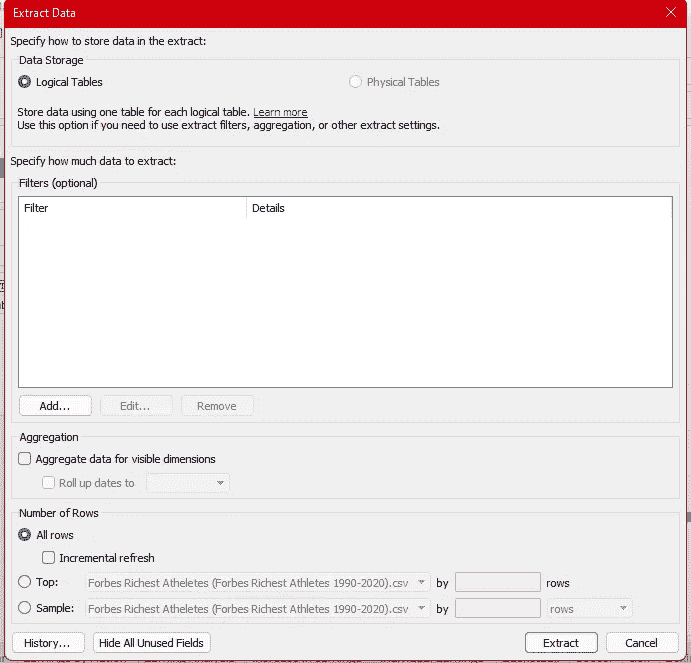 Extract Data
Specify how to store data in the extract:
Data Storage
Logical Tables
Physical Tables
Store data using one table for each logical table. Learn more
Use this option if you need to use extract filters, aggregation, or other extract settings.
Specify how much data to extract:
Filters (optional)
Filter Details
Add... Edit... Remove
Aggregation
Aggregate data for visible dimensions
Roll up dates to
Number of Rows
All rows
Incremental refresh
Top: Forbes Richest Atheletes (Forbes Richest Athletes 1990-2020).csv by rows
Sample: Forbes Richest Atheletes (Forbes Richest Athletes 1990-2020).csv by rows
History... Hide All Unused Fields Extract Cancel